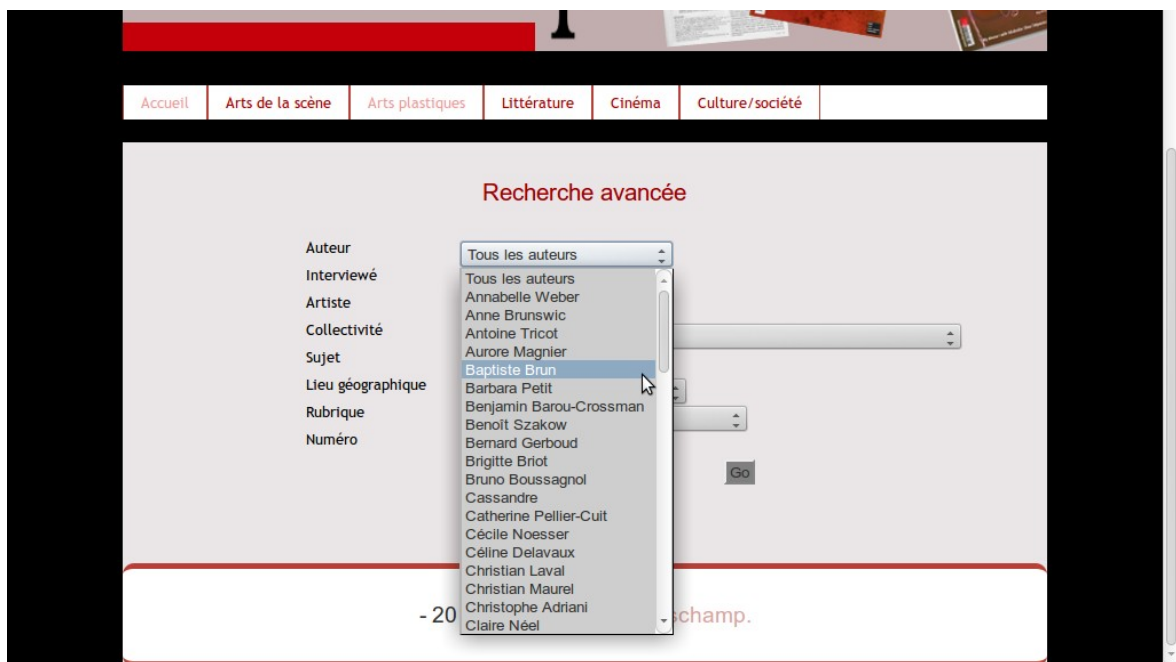 Accueil Arts de la scène Arts plastiques Littérature Cinéma Culture/société
Recherche avancée
Auteur
Interviewé
Artiste
Collectivité
Sujet
Lieu géographique
Rubrique
Numéro
Tous les auteurs
Tous les auteurs
Annabelle Weber
Anne Brunswic
Antoine Tricot
Aurore Magnier
Baptiste Brun
Barbara Petit
Benjamin Barou-Crossman
Benoît Szakow
Bernard Gerboud
Brigitte Briot
Bruno Boussagnol
Cassandre
Catherine Pellier-Cuit
Cécile Noesser
Céline Delavaux
Christian Laval
Christian Maurel
Christophe Adriani
Claire Néel
Go
- 20 schamp.